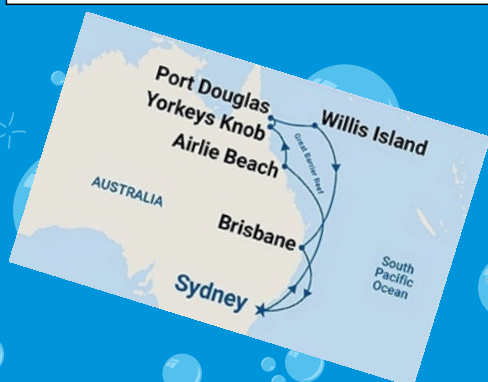 Port Douglas
Yorkeys Knob
Willis Island
Airlie Beach
Great Barrier Reef
AUSTRALIA
Brisbane
South
Pacific
Ocean
Sydney